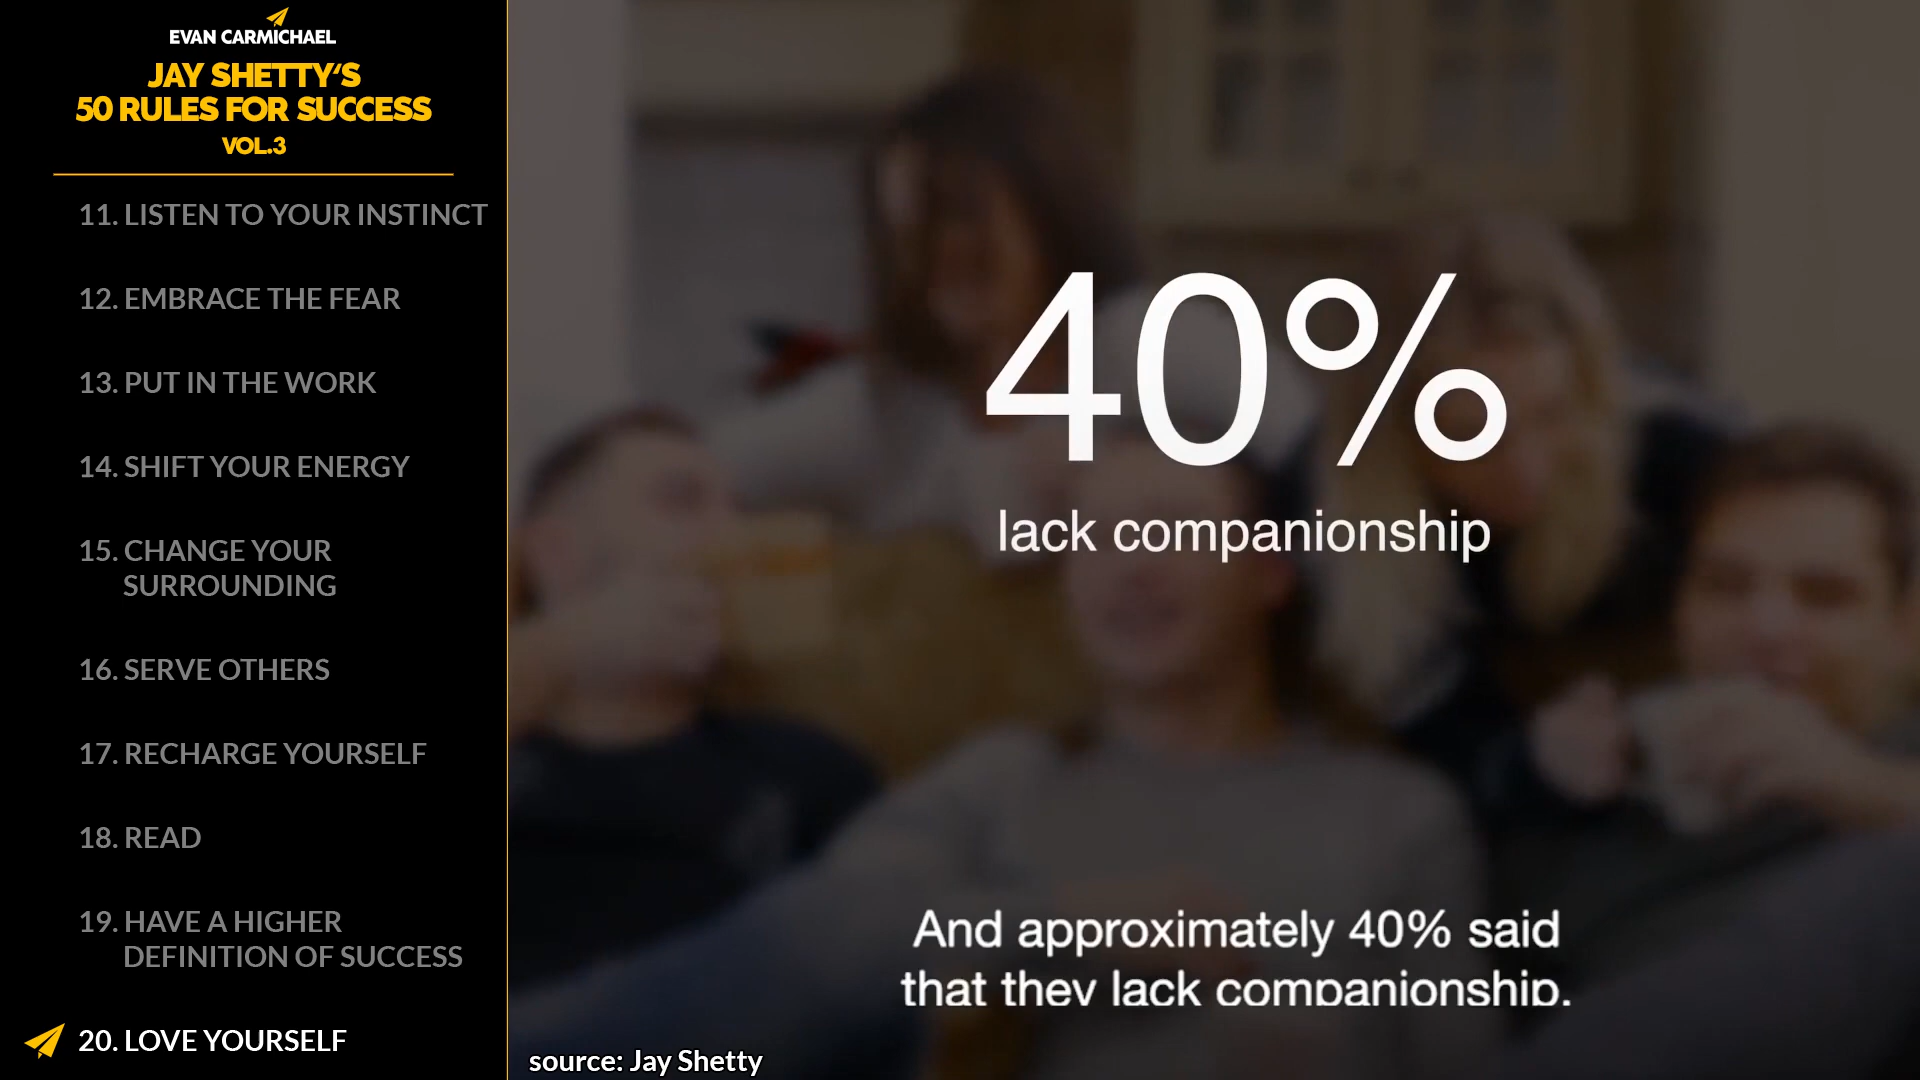 EVAN CARMICHAEL
JAY SHETTY'S
50 RULES FOR SUCCESS
VOL.3
11. LISTEN TO YOUR INSTINCT
12. EMBRACE THE FEAR
13. PUT IN THE WORK
14. SHIFT YOUR ENERGY
15. CHANGE YOUR
SURROUNDING
16. SERVE OTHERS
17. RECHARGE YOURSELF
18. READ
19. HAVE A HIGHER
DEFINITION OF SUCCESS
20. LOVE YOURSELF
40%
lack companionship
And approximately 40% said
that they lack companionship.
source: Jay Shetty